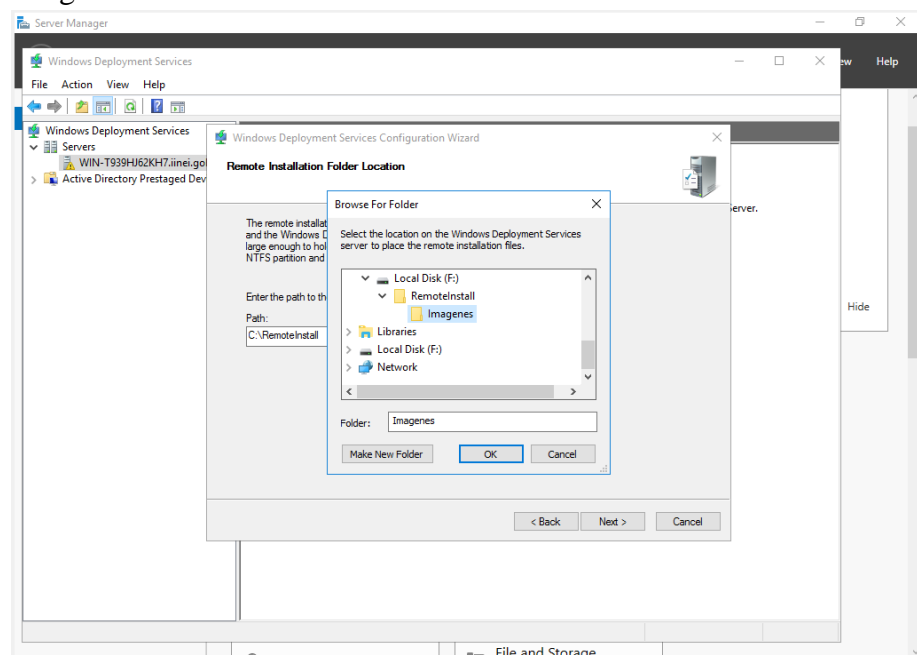 Server Manager
Windows Deployment Services
ew Help
File Action View Help
Windows Deployment Services
Servers
WIN-T939HJ62KH7.iinei.gol
Active Directory Prestaged Dev
Windows Deployment Services Configuration Wizard
Remote Installation Folder Location
erver.
The remote installat
and the Windows D
large enough to hol
NTFS partition and
Enter the path to th
Path:
C:\RemoteInstall
Browse For Folder
Select the location on the Windows Deployment Services
server to place the remote installation files.
Local Disk (F:)
RemoteInstall
Imagenes
Libraries
Local Disk (F:)
Network
Folder: Imagenes
Make New Folder OK Cancel
Hide
< Back Next > Cancel
File and Storage